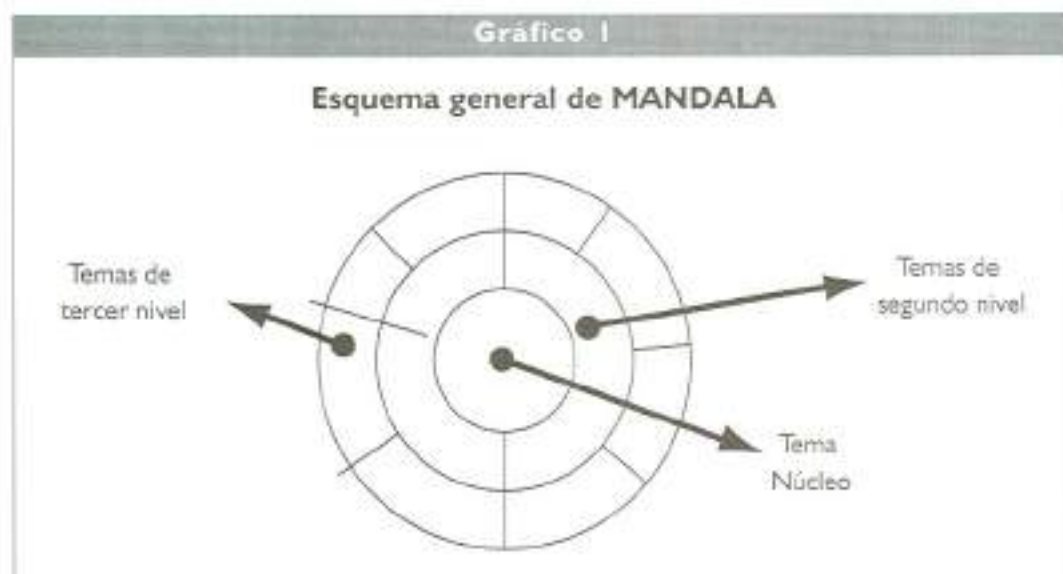 Gráfico 1
Esquema general de MANDALA
Temas de
tercer nivel
Temas de
segundo nivel
Tema
Núcleo